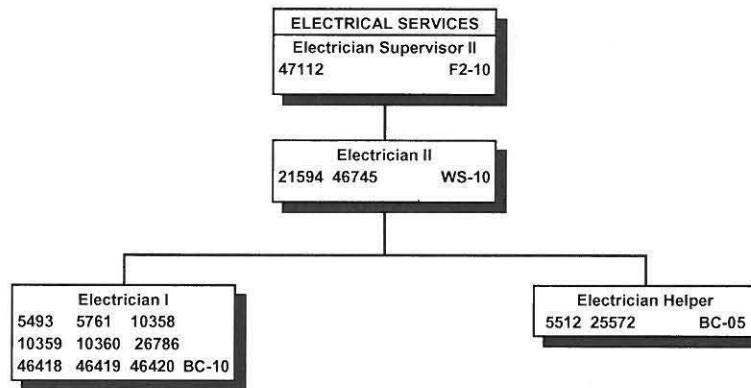 ELECTRICAL SERVICES
Electrician Supervisor II
47112 F2-10
Electrician II
21594 46745 WS-10
Electrician I
5493 5761 10358
10359 10360 26786
46418 46419 46420 BC-10
Electrician Helper
5512 25572 BC-05